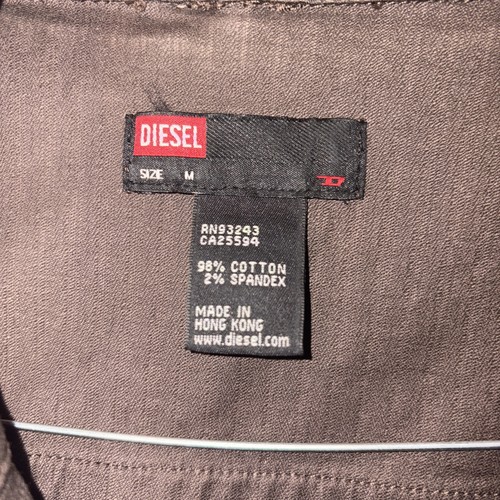 DIESEL
SIZE M
RN93243
CA25594
98% COTTON
2% SPANDEX
MADE IN
HONG KONG
www.diesel.com